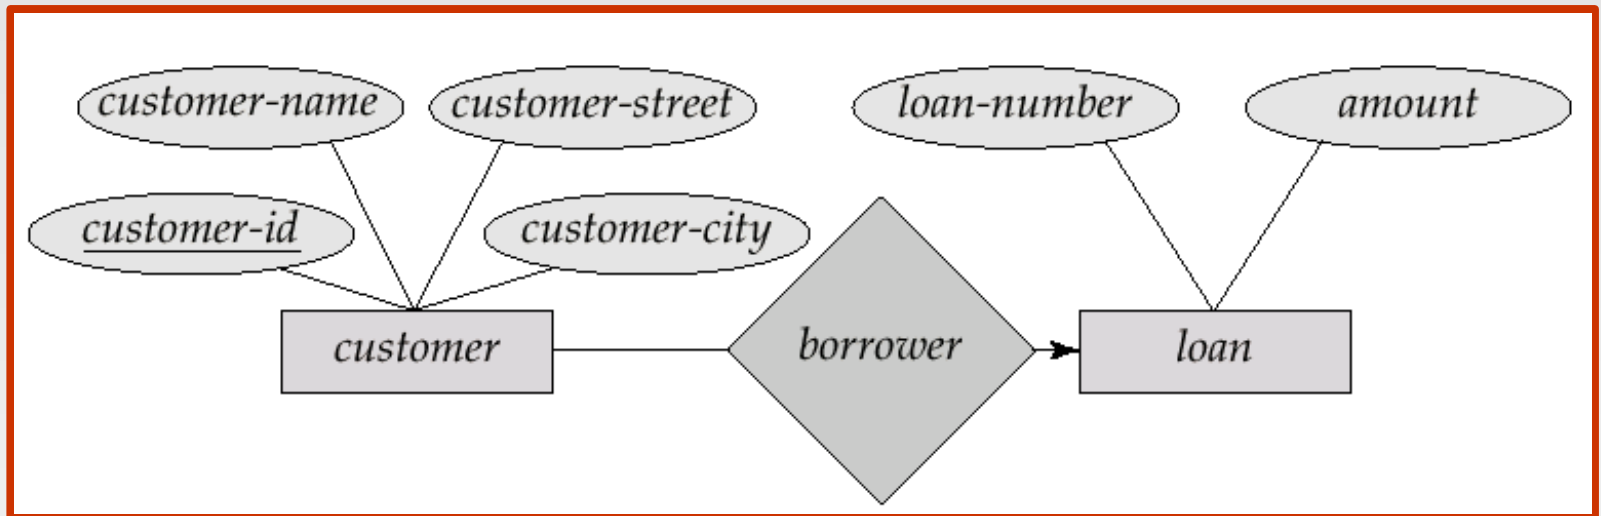 customer-name
customer-street
loan-number
amount
customer-id
customer-city
customer
borrower
loan